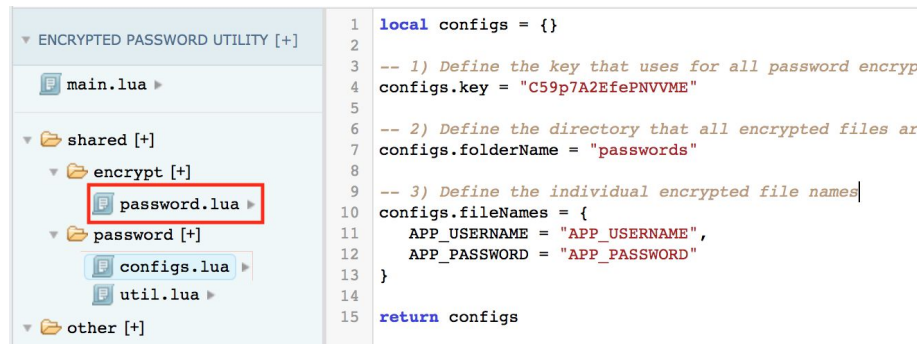 ENCRYPTED PASSWORD UTILITY [+]
main.lua
shared [+]
encrypt [+]
password.lua
password [+]
configs.lua
util.lua
other [+]
1 local configs = {}
2
3 -- 1) Define the key that uses for all password encryp
4 configs.key = "C59p7A2EfePNVVME"
5
6 -- 2) Define the directory that all encrypted files ar
7 configs.folderName = "passwords"
8
9 -- 3) Define the individual encrypted file names
10 configs.fileNames = {
11 APP_USERNAME = "APP_USERNAME",
12 APP_PASSWORD = "APP_PASSWORD"
13 }
14
15 return configs